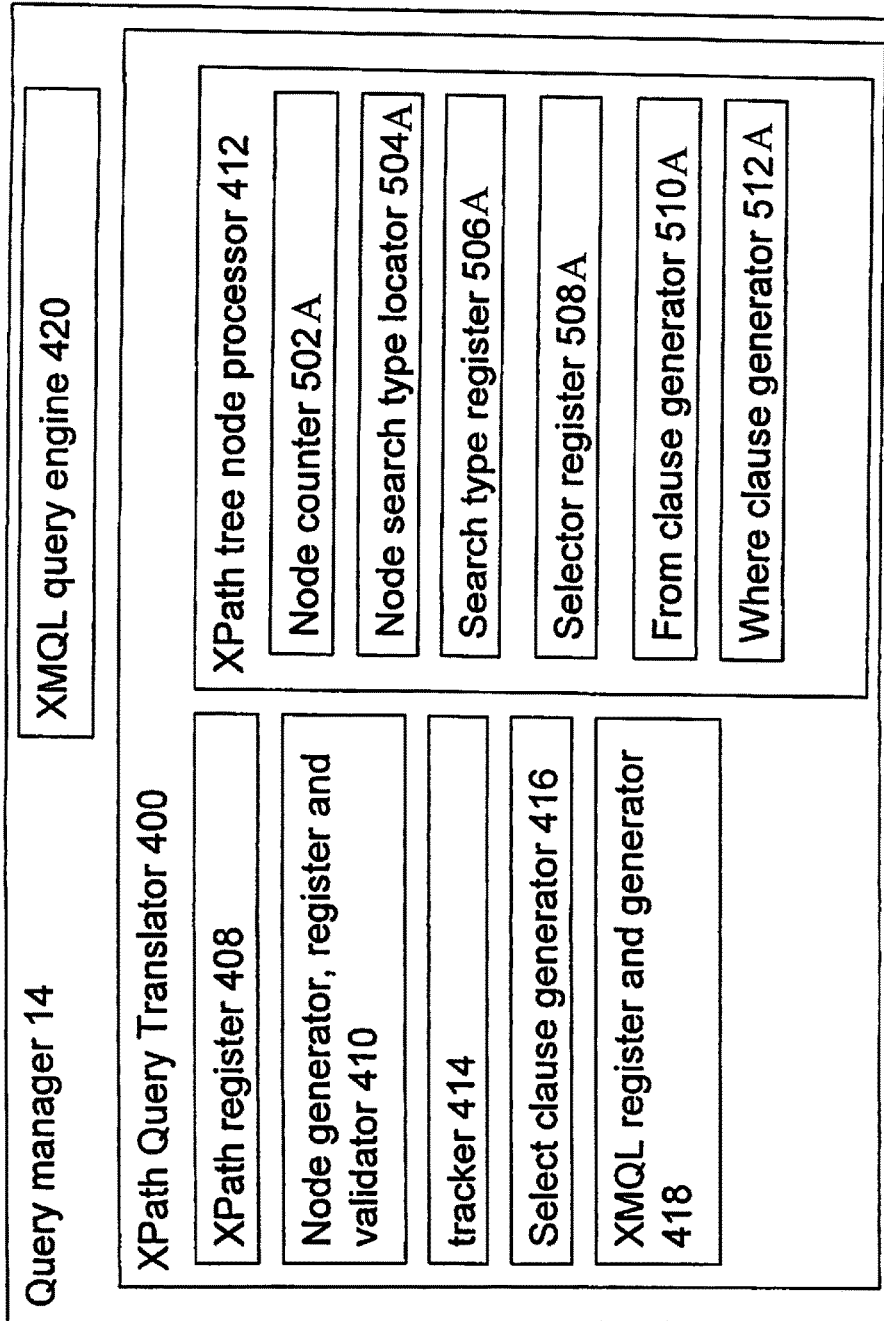 Query manager 14
XMQL query engine 420
XPath Query Translator 400
XPath register 408
Node generator, register and
validator 410
tracker 414
Select clause generator 416
XMQL register and generator
418
XPath tree node processor 412
Node counter 502A
Node search type locator 504A
Search type register 506A
Selector register 508A
From clause generator 510A
Where clause generator 512A